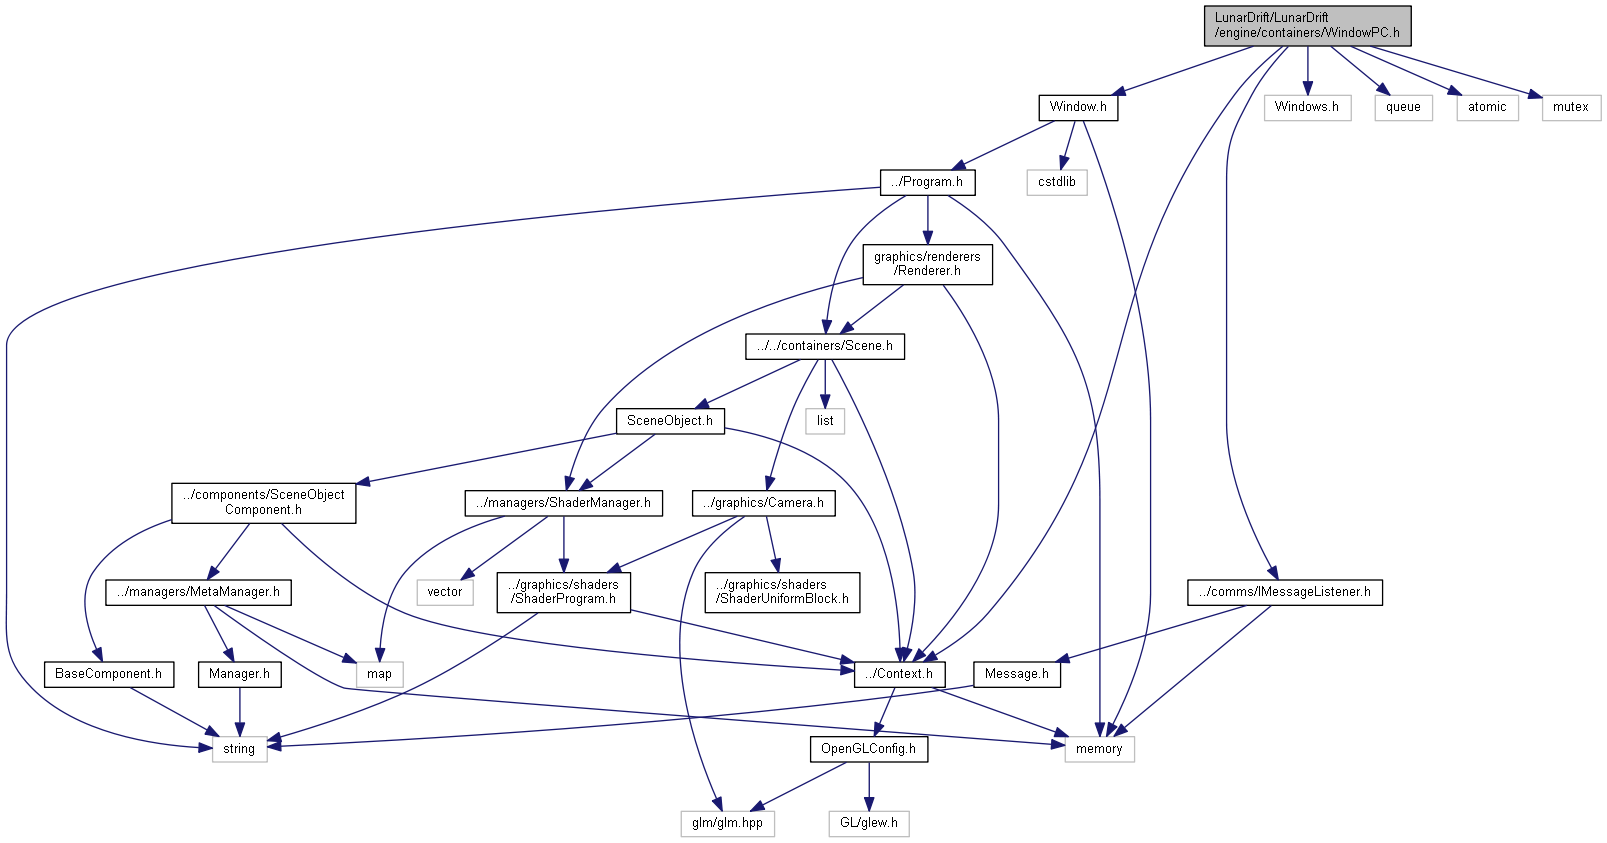 LunarDrift/LunarDrift
/engine/containers/WindowPC.h
Window.h
Windows.h
queue
atomic
mutex
../Program.h
cstdlib
graphics/renderers
/Renderer.h
../../containers/Scene.h
SceneObject.h
list
../components/SceneObject
Component.h
../managers/ShaderManager.h
../graphics/Camera.h
../managers/MetaManager.h
vector
../graphics/shaders
/ShaderProgram.h
../graphics/shaders
/ShaderUniformBlock.h
../comms/IMessageListener.h
BaseComponent.h
Manager.h
map
../Context.h
Message.h
string
OpenGLConfig.h
memory
glm/glm.hpp
GL/glew.h